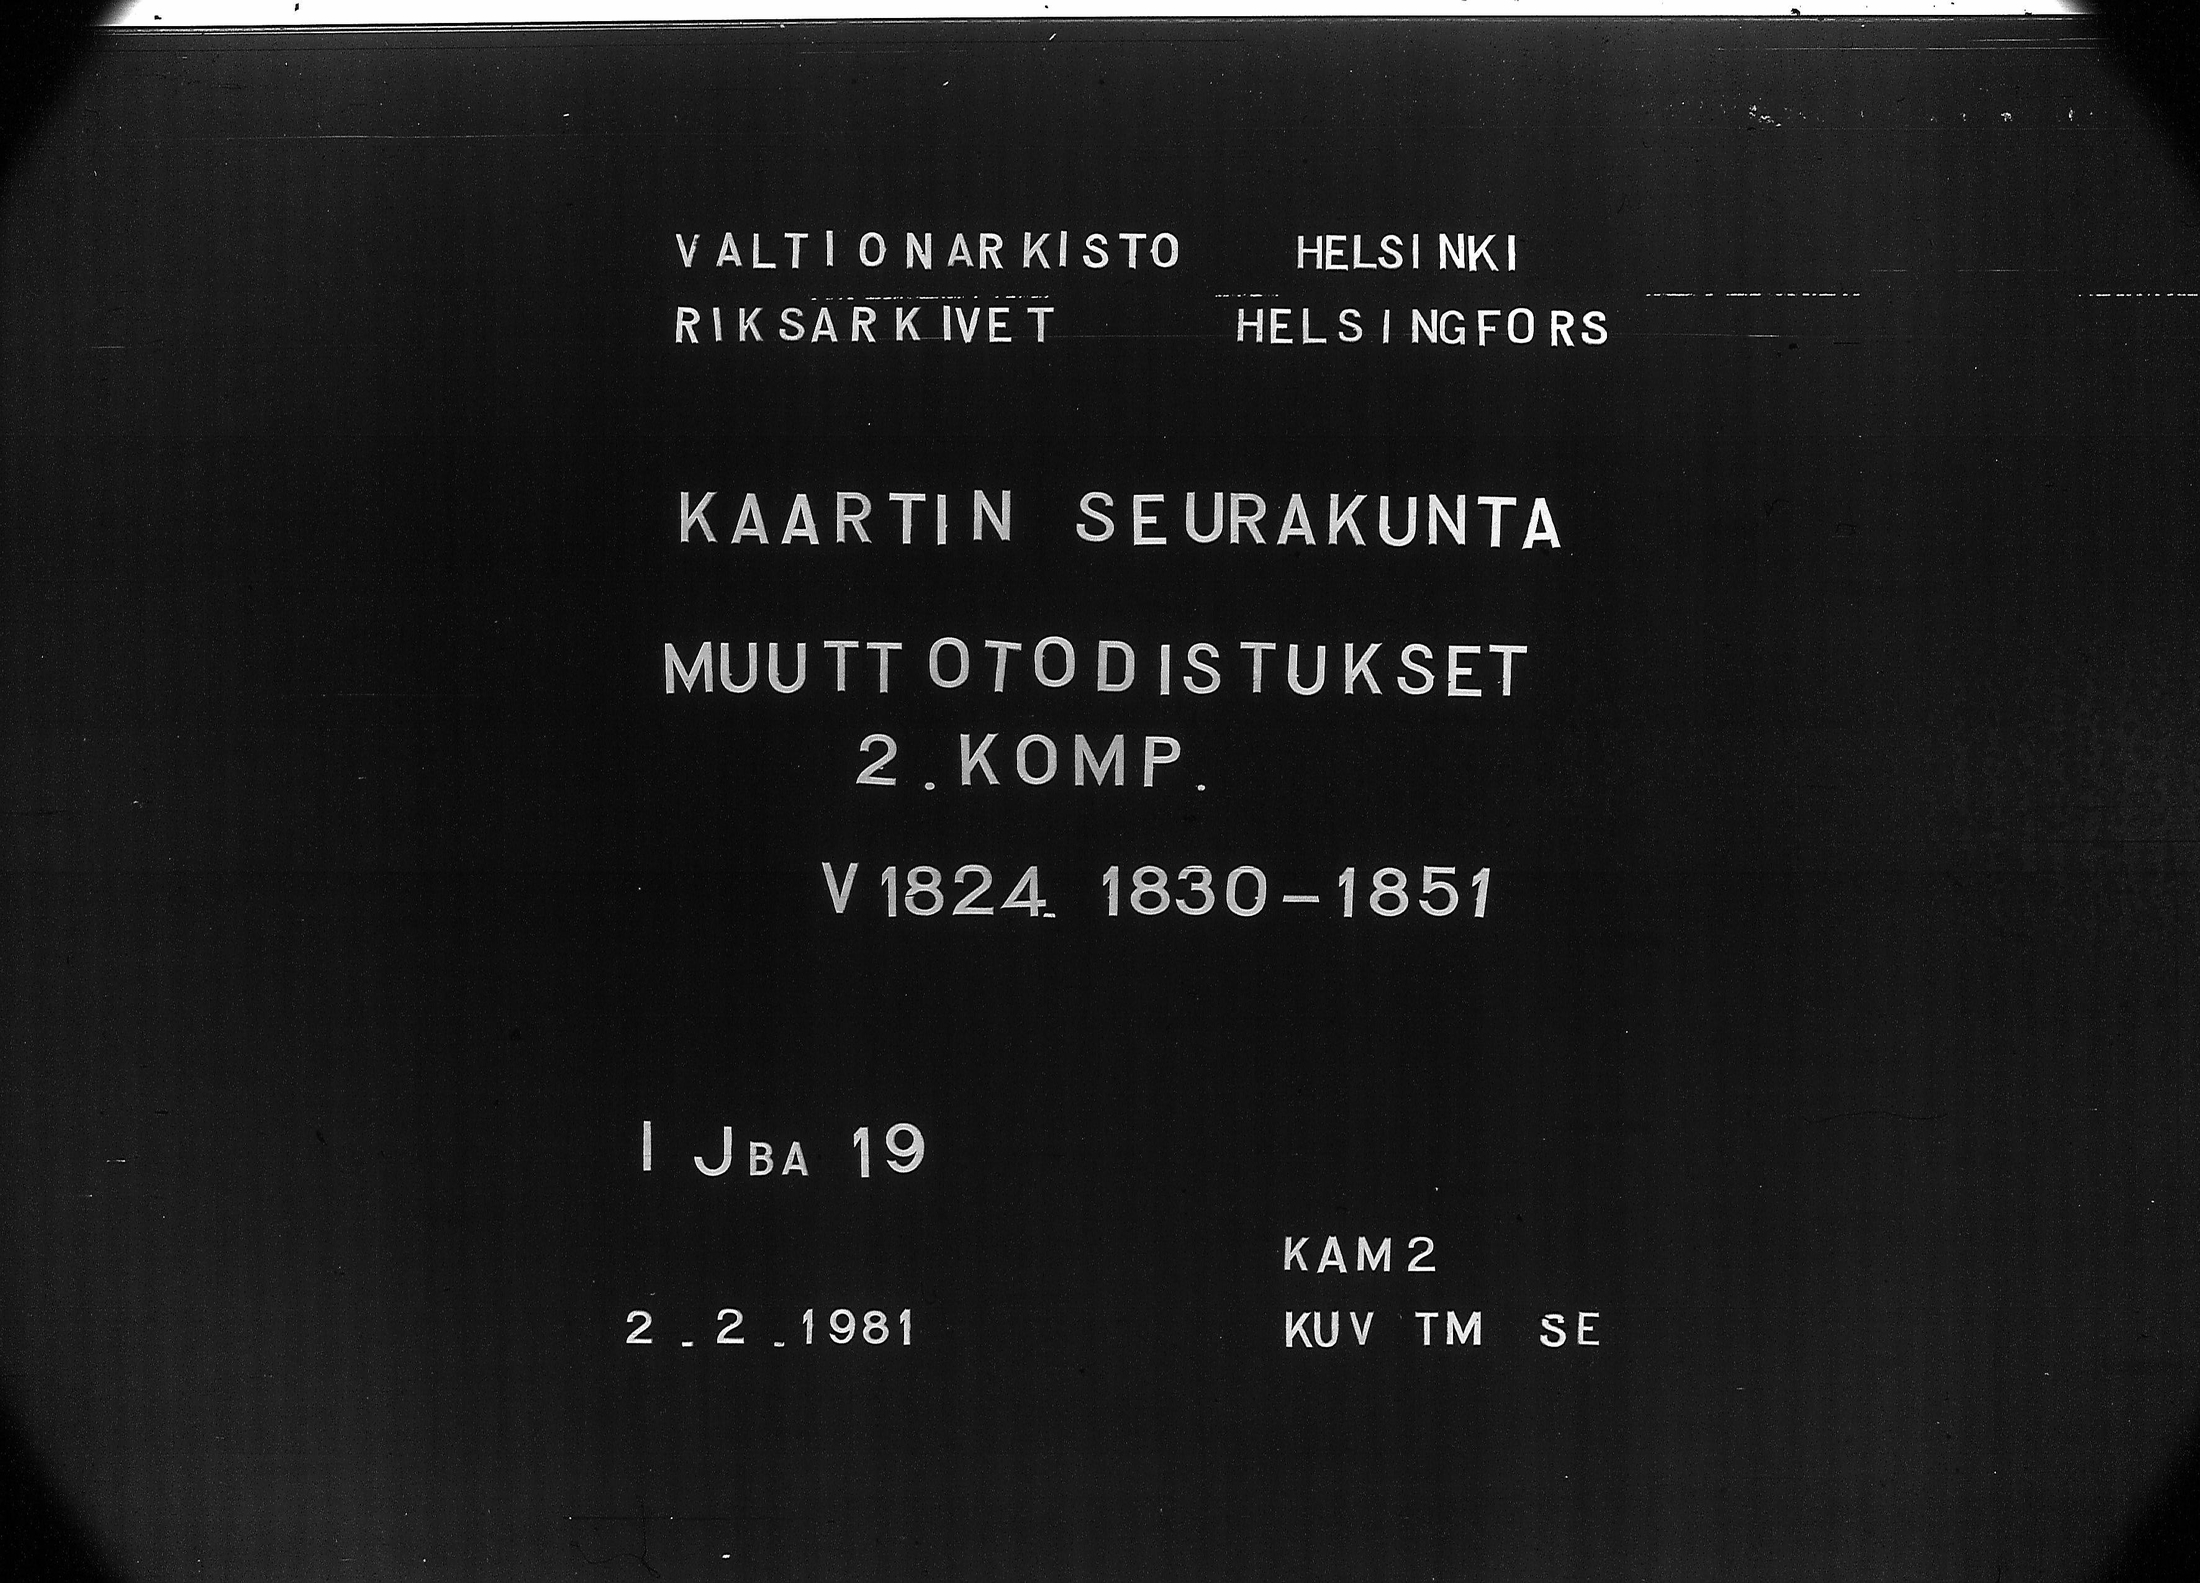 VALTIONARKISTO HELSINKI
RIKSARKIVET HELSINGFORS
KAARTIN SEURAKUNTA
MUUTTOTODISTUKSET
2. KOMP.
V 1824. 1830-1851
I JBA 19
KAM 2
2.2.1981 KUV TM SE